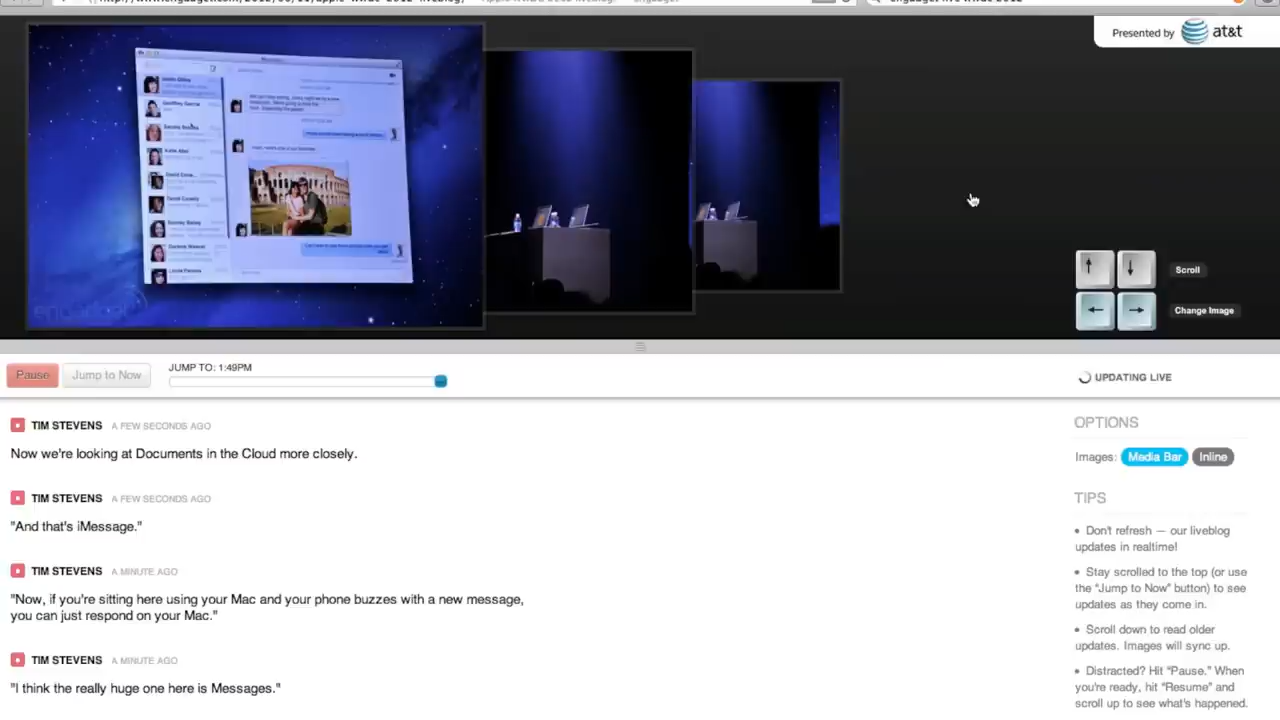 Presented by at&t
Scroll
Change Image
Pause
Jump to Now
JUMP TO: 1:49PM
UPDATING LIVE
TIM STEVENS A FEW SECONDS AGO
Now we're looking at Documents in the Cloud more closely.
TIM STEVENS A FEW SECONDS AGO
"And that's iMessage."
TIM STEVENS A MINUTE AGO
"Now, if you're sitting here using your Mac and your phone buzzes with a new message,
you can just respond on your Mac."
TIM STEVENS A MINUTE AGO
"I think the really huge one here is Messages."
OPTIONS
Images: Media Bar Inline
TIPS
• Don't refresh — our liveblog
updates in realtime!
• Stay scrolled to the top (or use
the "Jump to Now" button) to see
updates as they come in.
• Scroll down to read older
updates. Images will sync up.
• Distracted? Hit "Pause." When
you're ready, hit "Resume" and
scroll up to see what's happened.